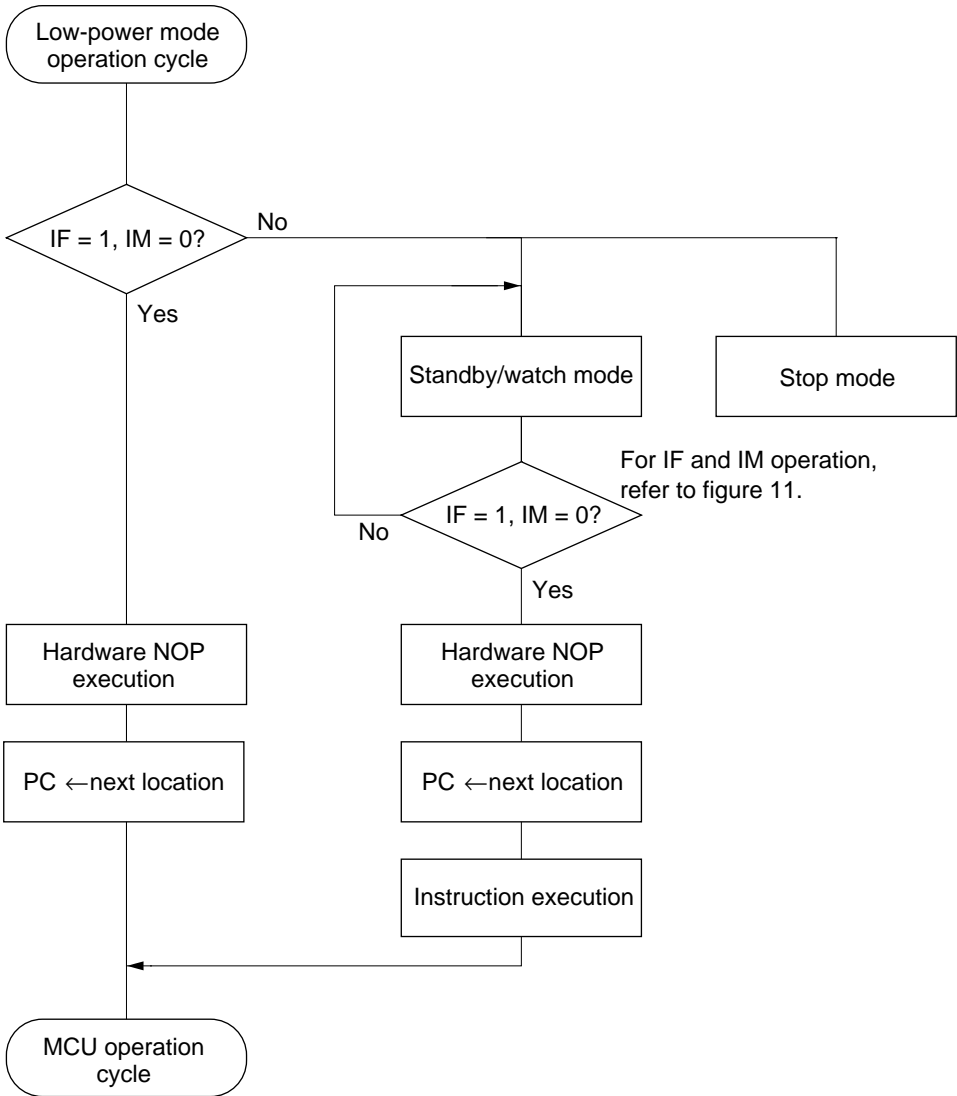 Low-power mode
operation cycle
IF = 1, IM = 0?
No
Yes
Standby/watch mode
Stop mode
For IF and IM operation,
refer to figure 11.
IF = 1, IM = 0?
No
Yes
Hardware NOP
execution
Hardware NOP
execution
PC ←next location
PC ←next location
Instruction execution
MCU operation
cycle